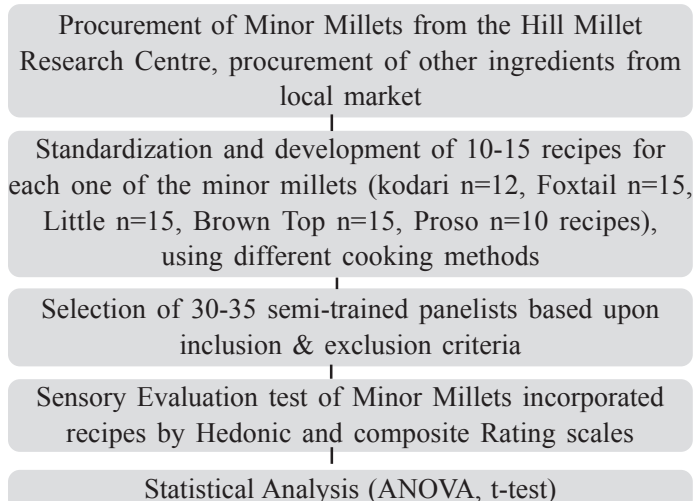 Procurement of Minor Millets from the Hill Millet
Research Centre, procurement of other ingredients from
local market
Standardization and development of 10-15 recipes for
each one of the minor millets (kodari n=12, Foxtail n=15,
Little n=15, Brown Top n=15, Proso n=10 recipes),
using different cooking methods
Selection of 30-35 semi-trained panelists based upon
inclusion & exclusion criteria
Sensory Evaluation test of Minor Millets incorporated
recipes by Hedonic and composite Rating scales
Statistical Analysis (ANOVA, t-test)